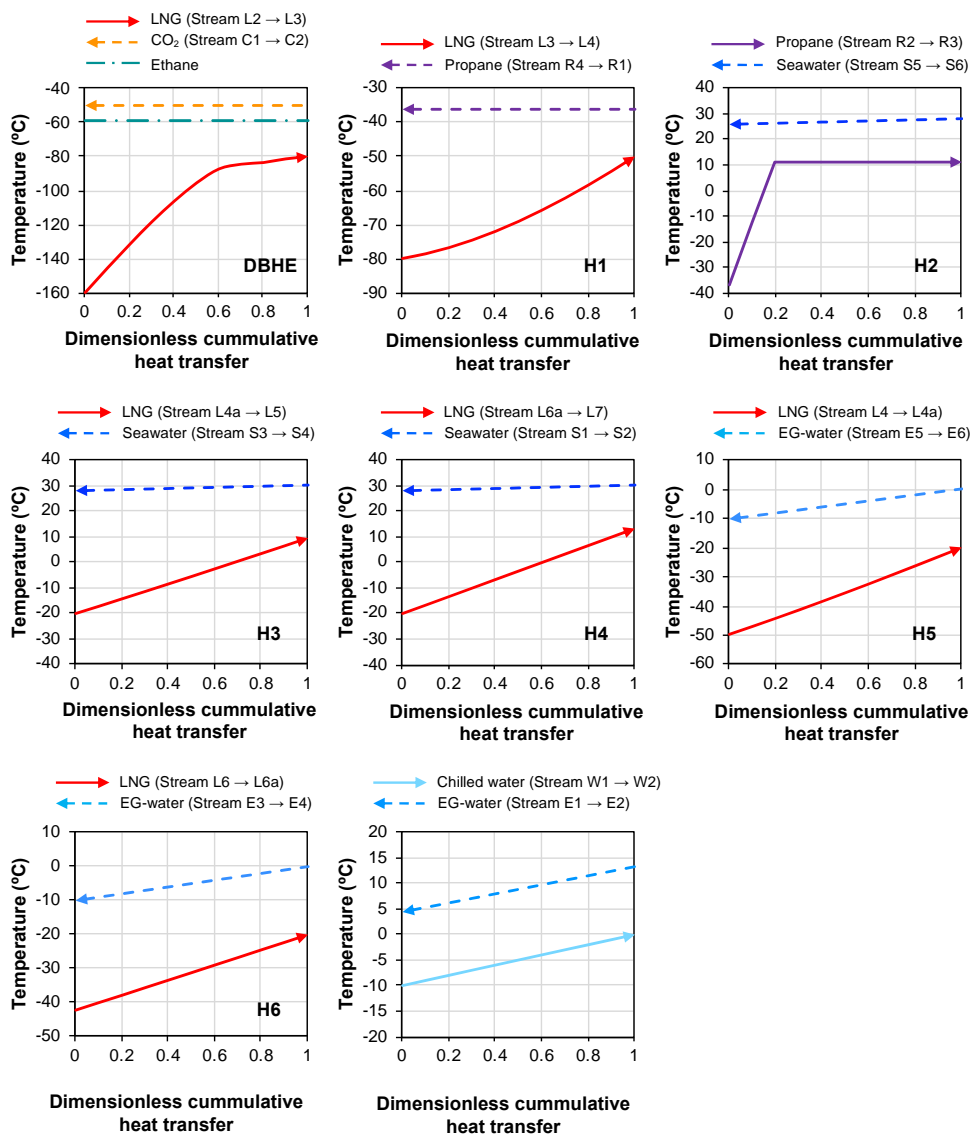 LNG (Stream L2 → L3)
CO₂ (Stream C1 → C2)
Ethane
Temperature (ºC)
-40
-60
-80
-100
-120
-140
-160
0 0.2 0.4 0.6 0.8 1
DBHE
Dimensionless cummulative
heat transfer
LNG (Stream L3 → L4)
Propane (Stream R4 → R1)
Temperature (ºC)
-30
-40
-50
-60
-70
-80
-90
0 0.2 0.4 0.6 0.8 1
H1
Dimensionless cummulative
heat transfer
Propane (Stream R2 → R3)
Seawater (Stream S5 → S6)
Temperature (ºC)
40
30
20
10
0
-10
-20
-30
-40
0 0.2 0.4 0.6 0.8 1
H2
Dimensionless cummulative
heat transfer
LNG (Stream L4a → L5)
Seawater (Stream S3 → S4)
Temperature (ºC)
40
30
20
10
0
-10
-20
-30
-40
0 0.2 0.4 0.6 0.8 1
H3
Dimensionless cummulative
heat transfer
LNG (Stream L6a → L7)
Seawater (Stream S1 → S2)
Temperature (ºC)
40
30
20
10
0
-10
-20
-30
-40
0 0.2 0.4 0.6 0.8 1
H4
Dimensionless cummulative
heat transfer
LNG (Stream L4 → L4a)
EG-water (Stream E5 → E6)
Temperature (ºC)
10
0
-10
-20
-30
-40
-50
-60
0 0.2 0.4 0.6 0.8 1
H5
Dimensionless cummulative
heat transfer
LNG (Stream L6 → L6a)
EG-water (Stream E3 → E4)
Temperature (ºC)
10
0
-10
-20
-30
-40
-50
0 0.2 0.4 0.6 0.8 1
H6
Dimensionless cummulative
heat transfer
Chilled water (Stream W1 → W2)
EG-water (Stream E1 → E2)
Temperature (ºC)
20
15
10
5
0
-5
-10
-15
-20
0 0.2 0.4 0.6 0.8 1
Dimensionless cummulative
heat transfer